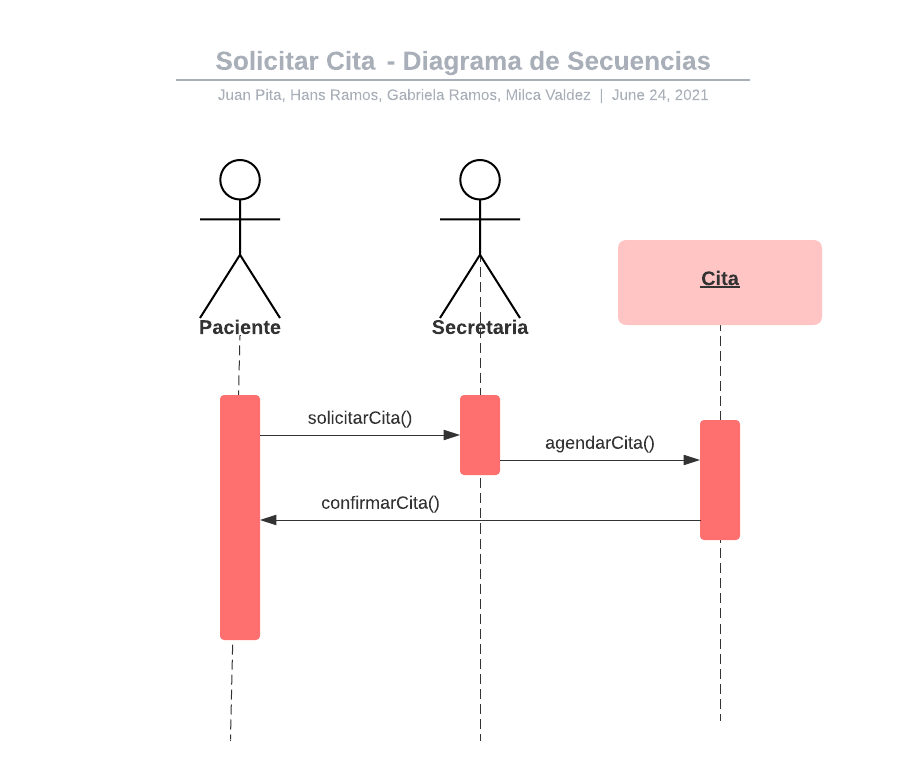 Solicitar Cita - Diagrama de Secuencias
Juan Pita, Hans Ramos, Gabriela Ramos, Milca Valdez | June 24, 2021
Cita
Paciente
Secretaria
solicitarCita()
agendarCita()
confirmarCita()